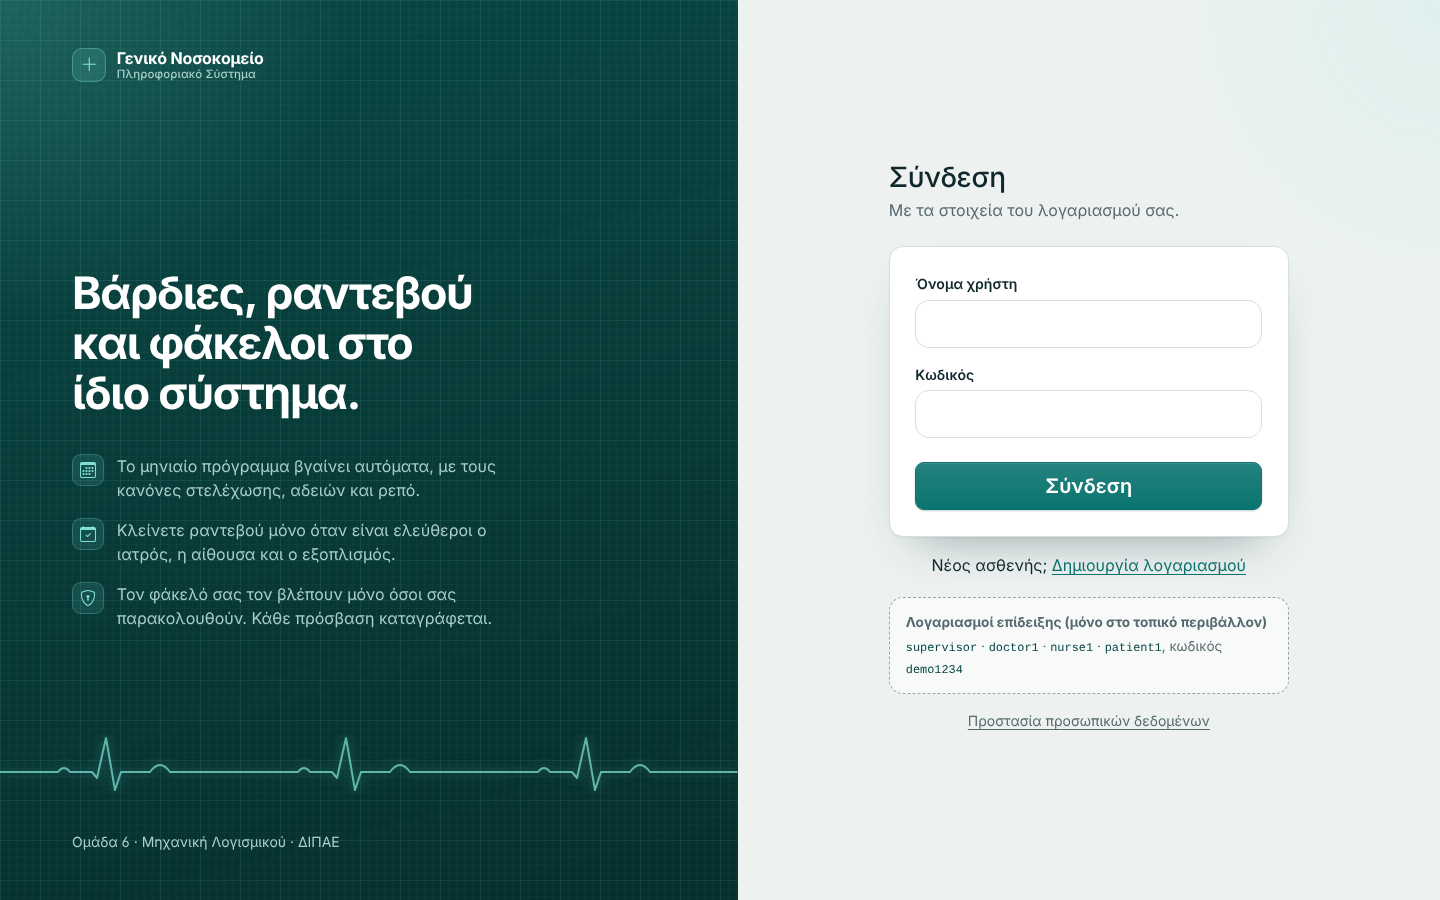 Γενικό Νοσοκομείο
Πληροφοριακό Σύστημα
Βάρδιες, ραντεβού
και φάκελοι στο
ίδιο σύστημα.
Το μηνιαίο πρόγραμμα βγαίνει αυτόματα, με τους
κανόνες στελέχωσης, αδειών και ρεπό.
Κλείνετε ραντεβού μόνο όταν είναι ελεύθεροι ο
ιατρός, η αίθουσα και ο εξοπλισμός.
Τον φάκελό σας τον βλέπουν μόνο όσοι σας
παρακολουθούν. Κάθε πρόσβαση καταγράφεται.
Ομάδα 6 · Μηχανική Λογισμικού · ΔΙΠΑΕ
Σύνδεση
Με τα στοιχεία του λογαριασμού σας.
Όνομα χρήστη
Κωδικός
Σύνδεση
Νέος ασθενής; Δημιουργία λογαριασμού
Λογαριασμοί επίδειξης (μόνο στο τοπικό περιβάλλον)
supervisor · doctor1 · nurse1 · patient1, κωδικός
demo1234
Προστασία προσωπικών δεδομένων